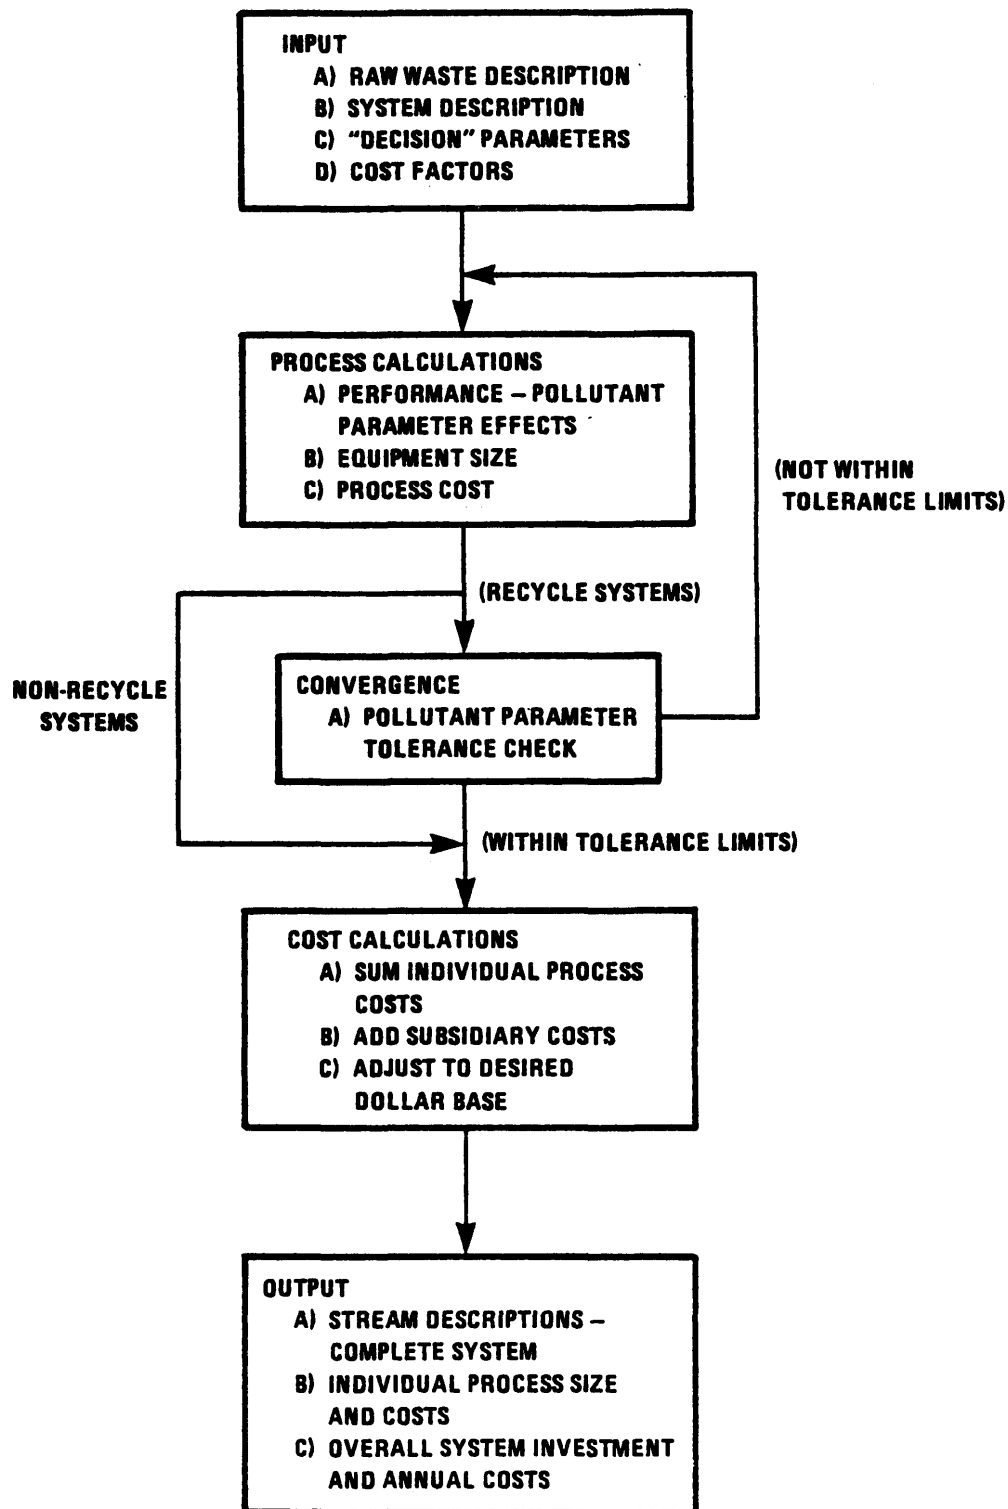 INPUT
A) RAW WASTE DESCRIPTION
B) SYSTEM DESCRIPTION
C) "DECISION" PARAMETERS
D) COST FACTORS
PROCESS CALCULATIONS
A) PERFORMANCE – POLLUTANT
PARAMETER EFFECTS
B) EQUIPMENT SIZE
C) PROCESS COST
(NOT WITHIN
TOLERANCE LIMITS)
(RECYCLE SYSTEMS)
NON-RECYCLE
SYSTEMS
CONVERGENCE
A) POLLUTANT PARAMETER
TOLERANCE CHECK
(WITHIN TOLERANCE LIMITS)
COST CALCULATIONS
A) SUM INDIVIDUAL PROCESS
COSTS
B) ADD SUBSIDIARY COSTS
C) ADJUST TO DESIRED
DOLLAR BASE
OUTPUT
A) STREAM DESCRIPTIONS –
COMPLETE SYSTEM
B) INDIVIDUAL PROCESS SIZE
AND COSTS
C) OVERALL SYSTEM INVESTMENT
AND ANNUAL COSTS